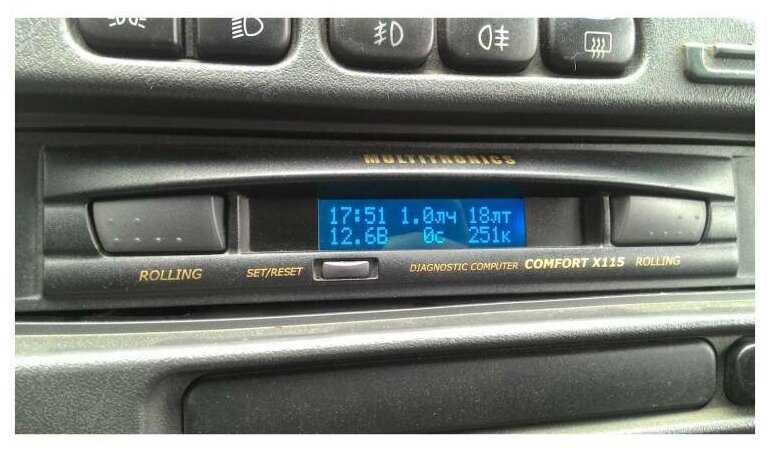 MULTITRONICS
17:51 1.0лч 18лт
12.6В 0с 251к
ROLLING SET/RESET DIAGNOSTIC COMPUTER COMFORT X115 ROLLING